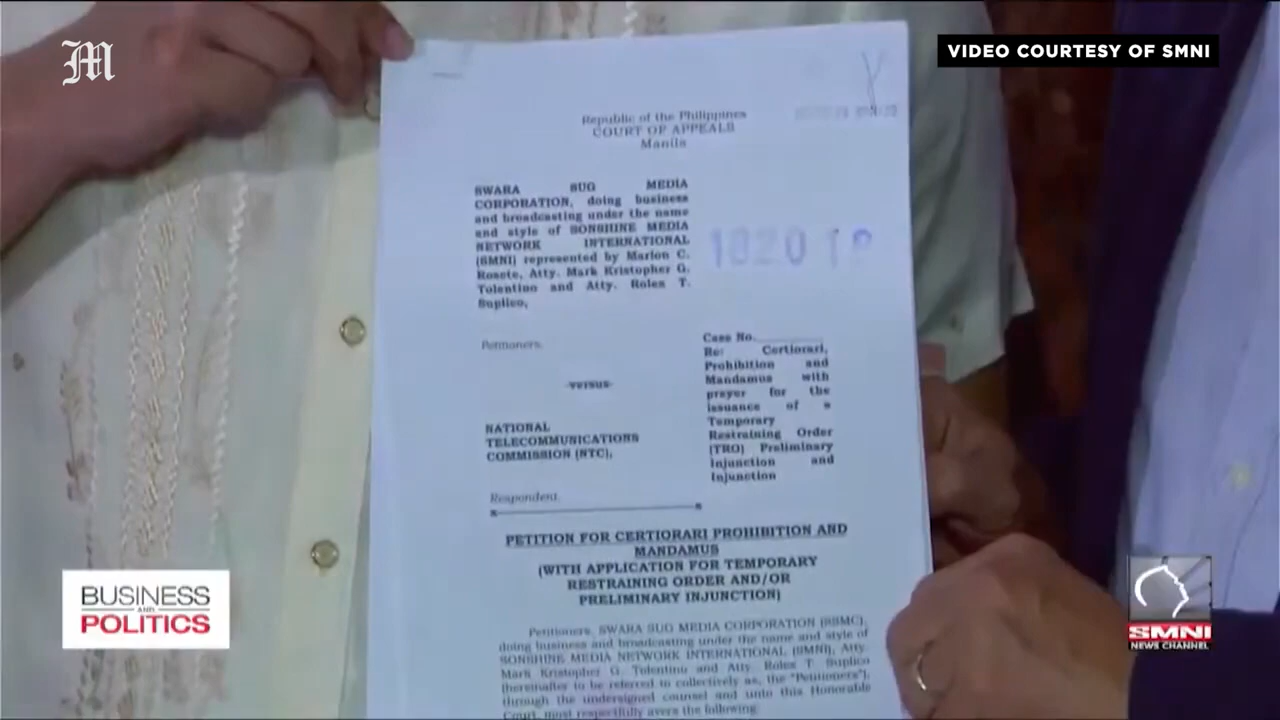 M
VIDEO COURTESY OF SMNI
Republic of the Philippines
COURT OF APPEALS
Manila
SWARA SUG MEDIA
CORPORATION, doing business
and broadcasting under the name
and style of SONSHINE MEDIA
NETWORK INTERNATIONAL
(SMNI) represented by Marlon C.
Rosete, Atty. Mark Kristopher G.
Tolentino and Atty. Rolex T.
Suplico,
Petitioners,
-versus-
NATIONAL
TELECOMMUNICATIONS
COMMISSION (NTC),
Respondent.
x x
Case No.
Re: Certiorari,
Prohibition and
Mandamus with
prayer for the
issuance of a
Temporary
Restraining Order
(TRO) Preliminary
Injunction and
Injunction
PETITION FOR CERTIORARI PROHIBITION AND
MANDAMUS
(WITH APPLICATION FOR TEMPORARY
RESTRAINING ORDER AND/OR
PRELIMINARY INJUNCTION)
Petitioners, SWARA SUG MEDIA CORPORATION (SSMC),
doing business and broadcasting under the name and style of
SONSHINE MEDIA NETWORK INTERNATIONAL (SMNI), Atty.
Mark Kristopher G. Tolentino and Atty. Rolex T. Suplico
(hereinafter to be referred to collectively as, the "Petitioners"),
through the undersigned counsel and unto this Honorable
Court, most respectfully avers the following:
BUSINESS
AND
POLITICS
SMNI
NEWS CHANNEL